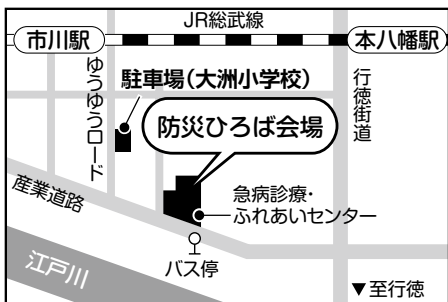 JR総武線
市川駅
本八幡駅
ゆうゆうロード
駐車場(大洲小学校)
行徳街道
防災ひろば会場
産業道路
急病診療・
ふれあいセンター
江戸川
バス停
▼至行徳